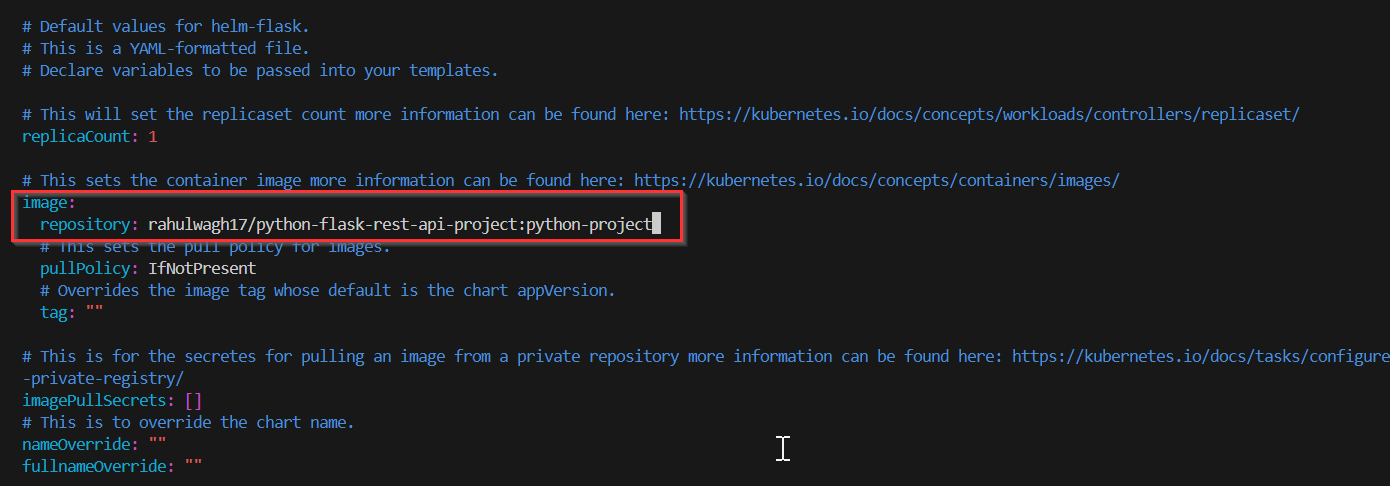 # Default values for helm-flask.
# This is a YAML-formatted file.
# Declare variables to be passed into your templates.
# This will set the replicaset count more information can be found here: https://kubernetes.io/docs/concepts/workloads/controllers/replicaset/
replicaCount: 1
# This sets the container image more information can be found here: https://kubernetes.io/docs/concepts/containers/images/
image:
  repository: rahulwagh17/python-flask-rest-api-project:python-project
  # This sets the pull policy for images.
  pullPolicy: IfNotPresent
  # Overrides the image tag whose default is the chart appVersion.
  tag: ""
# This is for the secretes for pulling an image from a private repository more information can be found here: https://kubernetes.io/docs/tasks/configure
-private-registry/
imagePullSecrets: []
# This is to override the chart name.
nameOverride: ""
fullnameOverride: ""